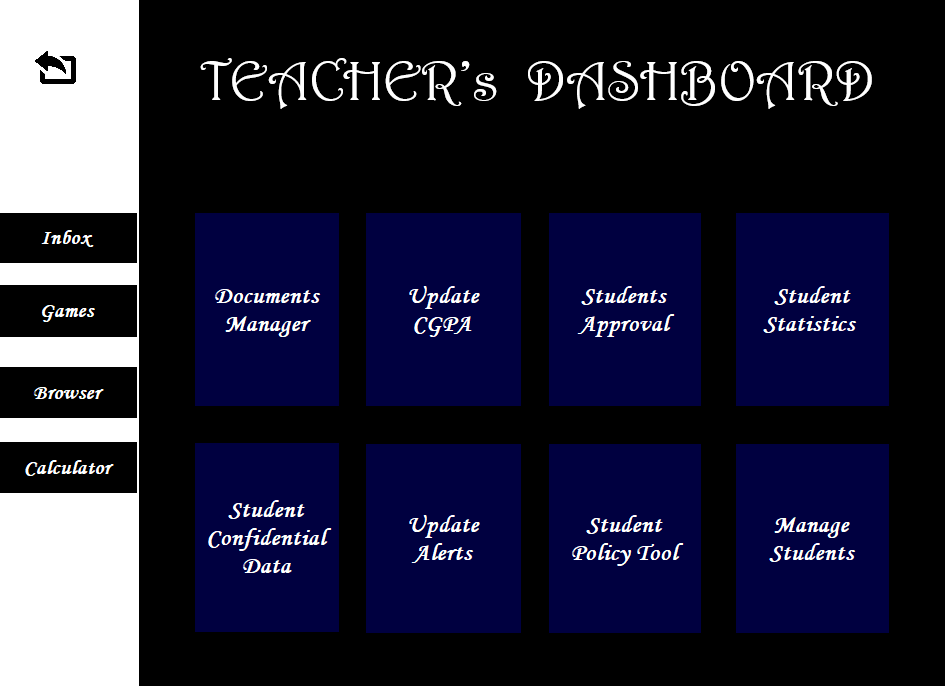 TEACHER's DASHBOARD
Inbox
Games
Browser
Calculator
Documents
Manager
Update
CGPA
Students
Approval
Student
Statistics
Student
Confidential
Data
Update
Alerts
Student
Policy Tool
Manage
Students